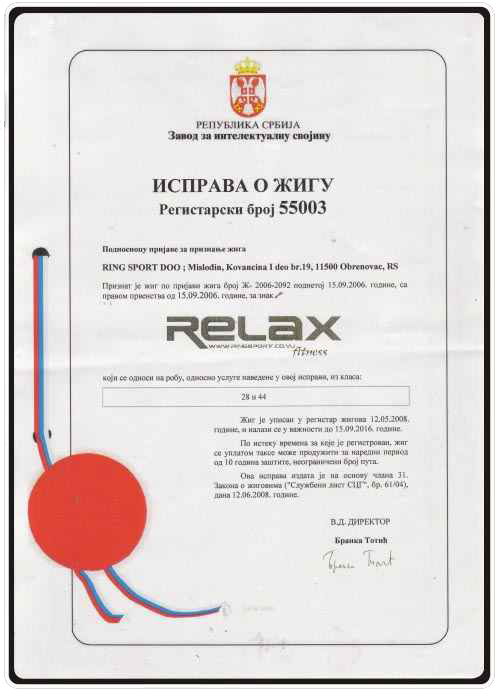 РЕПУБЛИКА СРБИЈА
Завод за интелектуалну својину
ИСПРАВА О ЖИГУ
Регистарски број 55003
Подносиоцу пријаве за признање жига
RING SPORT DOO ; Mislođin, Kovancina I deo br.19, 11500 Obrenovac, RS
Признат је жиг по пријави жига број Ж- 2006-2092 поднетој 15.09.2006. године, са
правом првенства од 15.09.2006. године, за знак
RELAX
WWW.RINGSPORT.CO.YU
fitness
који се односи на робу, односно услуге наведене у овој исправи, из класа:
28 и 44
Жиг је уписан у регистар жигова 12.05.2008.
године, и налази се у важности до 15.09.2016. године.
По истеку времена за које је регистрован, жиг
се уплатом таксе може продужити за наредни период
од 10 година заштите, неограничени број пута.
Ова исправа издата је на основу члана 31.
Закона о жиговима ("Службени лист СЦГ", бр. 61/04),
дана 12.06.2008. године.
В.Д. ДИРЕКТОР
Бранка Тотић